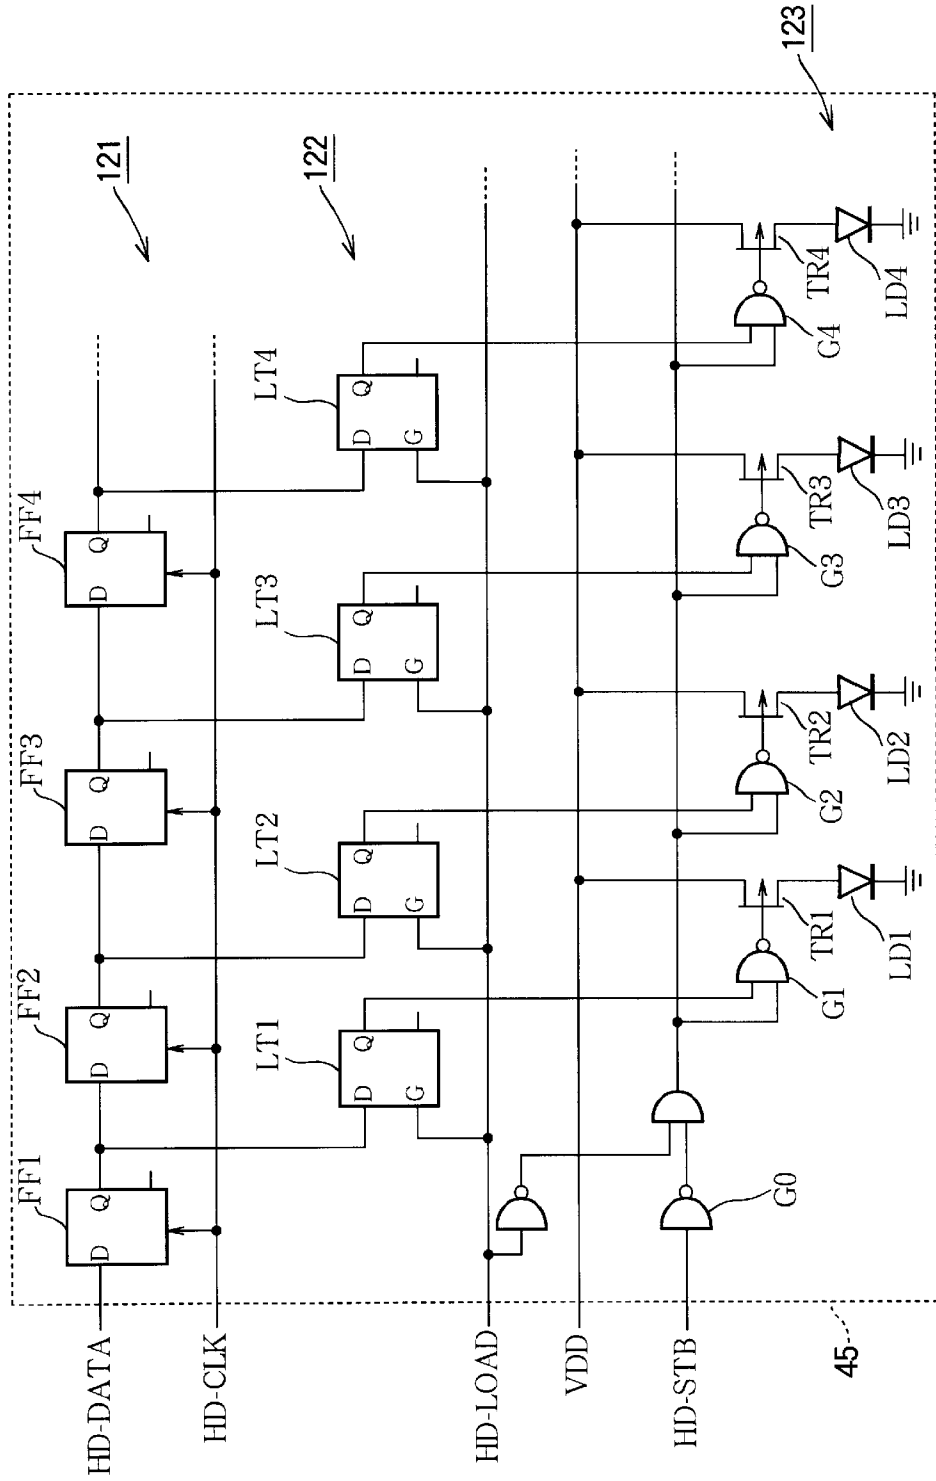 121
122
123
FF1
FF2
FF3
FF4
D
Q
D
Q
D
Q
D
Q
HD-DATA
HD-CLK
LT1
LT2
LT3
LT4
D
Q
G
D
Q
G
D
Q
G
D
Q
G
HD-LOAD
VDD
HD-STB
G0
G1
G2
G3
G4
TR1
TR2
TR3
TR4
LD1
LD2
LD3
LD4
45